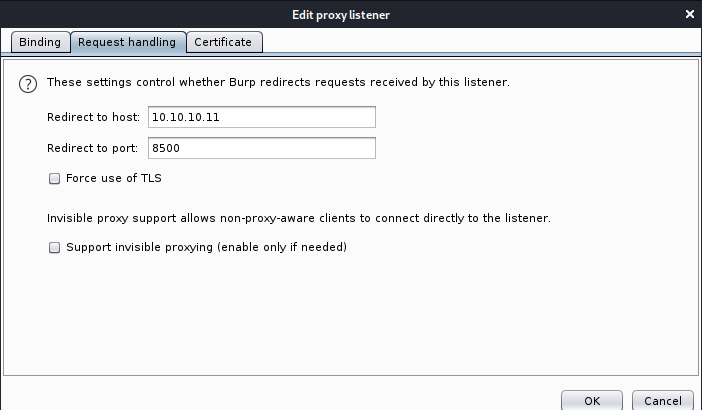 Edit proxy listener
×
Binding
Request handling
Certificate
? These settings control whether Burp redirects requests received by this listener.
Redirect to host: 10.10.10.11
Redirect to port: 8500
Force use of TLS
Invisible proxy support allows non-proxy-aware clients to connect directly to the listener.
Support invisible proxying (enable only if needed)
OK
Cancel